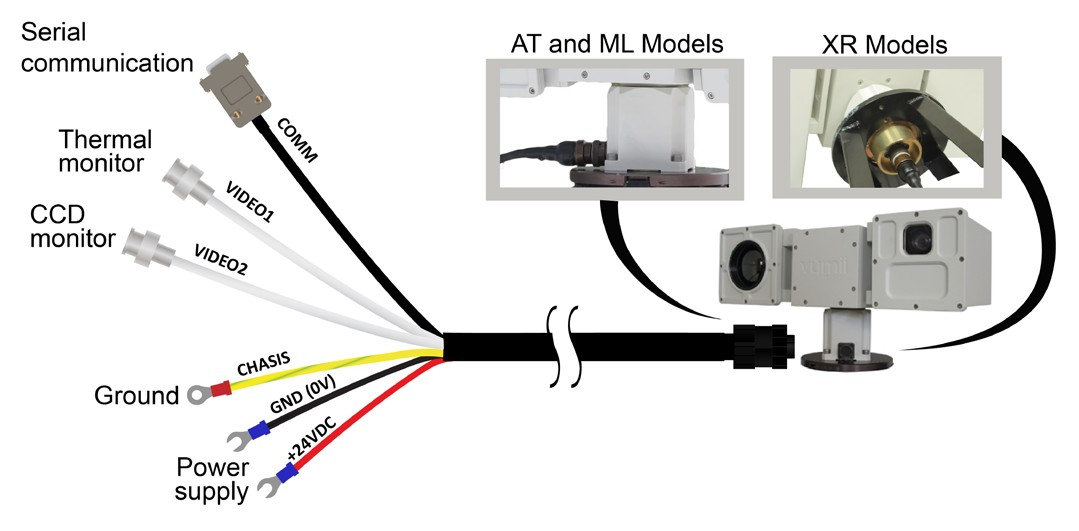 Serial
communication
COMM
Thermal
monitor
VIDEO1
CCD
monitor
VIDEO2
CHASIS
Ground
GND (0V)
+24VDC
Power
supply
AT and ML Models
XR Models
vumii